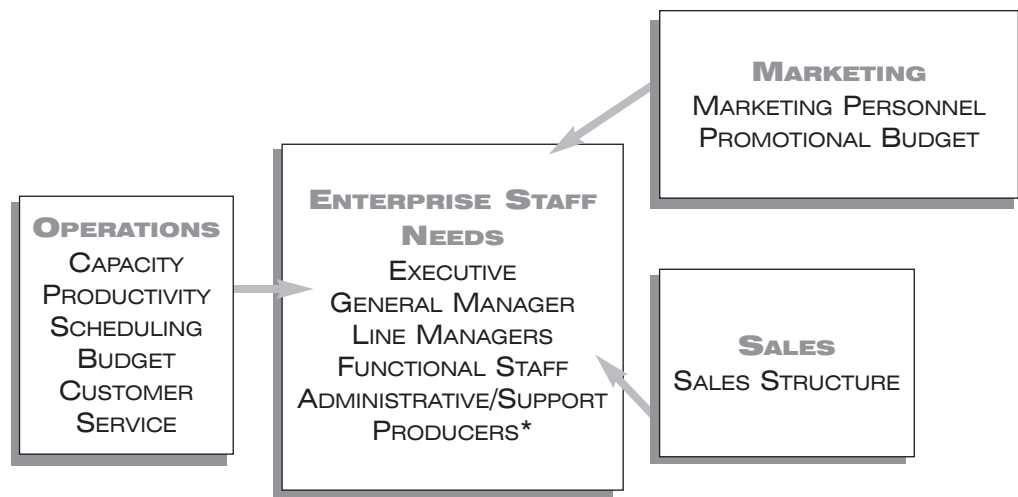 OPERATIONS
CAPACITY
PRODUCTIVITY
SCHEDULING
BUDGET
CUSTOMER
SERVICE
ENTERPRISE STAFF
NEEDS
EXECUTIVE
GENERAL MANAGER
LINE MANAGERS
FUNCTIONAL STAFF
ADMINISTRATIVE/SUPPORT
PRODUCERS*
MARKETING
MARKETING PERSONNEL
PROMOTIONAL BUDGET
SALES
SALES STRUCTURE